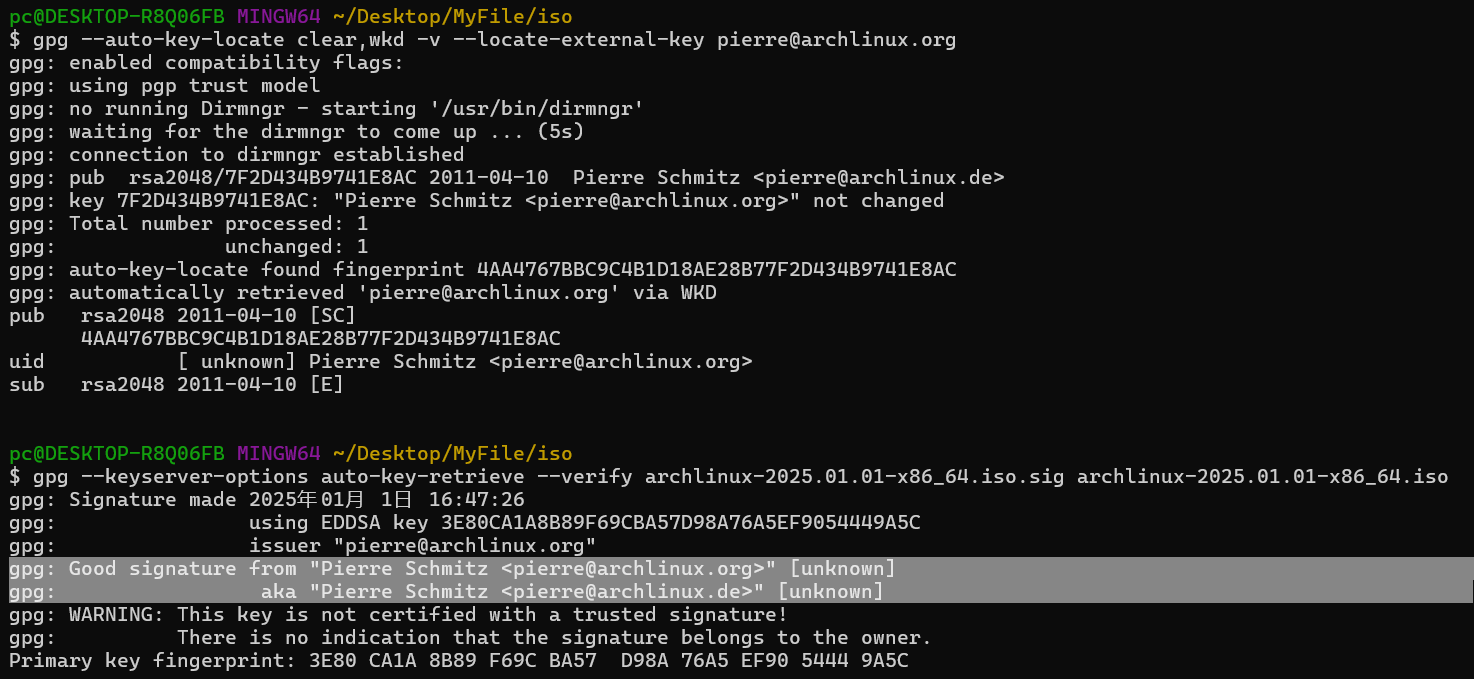 pc@DESKTOP-R8Q06FB MINGW64 ~/Desktop/MyFile/iso
$ gpg --auto-key-locate clear,wkd -v --locate-external-key pierre@archlinux.org
gpg: enabled compatibility flags:
gpg: using pgp trust model
gpg: no running Dirmngr - starting '/usr/bin/dirmngr'
gpg: waiting for the dirmngr to come up ... (5s)
gpg: connection to dirmngr established
gpg: pub  rsa2048/7F2D434B9741E8AC 2011-04-10  Pierre Schmitz <pierre@archlinux.de>
gpg: key 7F2D434B9741E8AC: "Pierre Schmitz <pierre@archlinux.org>" not changed
gpg: Total number processed: 1
gpg:              unchanged: 1
gpg: auto-key-locate found fingerprint 4AA4767BBC9C4B1D18AE28B77F2D434B9741E8AC
gpg: automatically retrieved 'pierre@archlinux.org' via WKD
pub   rsa2048 2011-04-10 [SC]
      4AA4767BBC9C4B1D18AE28B77F2D434B9741E8AC
uid           [ unknown] Pierre Schmitz <pierre@archlinux.org>
sub   rsa2048 2011-04-10 [E]
pc@DESKTOP-R8Q06FB MINGW64 ~/Desktop/MyFile/iso
$ gpg --keyserver-options auto-key-retrieve --verify archlinux-2025.01.01-x86_64.iso.sig archlinux-2025.01.01-x86_64.iso
gpg: Signature made 2025年01月 1日 16:47:26
gpg:                using EDDSA key 3E80CA1A8B89F69CBA57D98A76A5EF9054449A5C
gpg:                issuer "pierre@archlinux.org"
gpg: Good signature from "Pierre Schmitz <pierre@archlinux.org>" [unknown]
gpg:                 aka "Pierre Schmitz <pierre@archlinux.de>" [unknown]
gpg: WARNING: This key is not certified with a trusted signature!
gpg:          There is no indication that the signature belongs to the owner.
Primary key fingerprint: 3E80 CA1A 8B89 F69C BA57  D98A 76A5 EF90 5444 9A5C